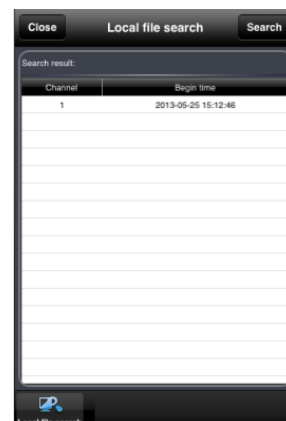 Close Local file search Search
Search result:
Channel Begin time
1 2013-05-25 15:12:46